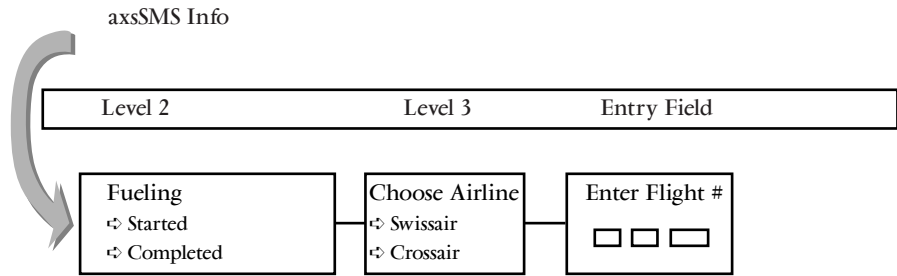 axsSMS Info
Level 2 Level 3 Entry Field
Fueling Choose Airline Enter Flight #
➪ Started ➪ Swissair
➪ Completed ➪ Crossair